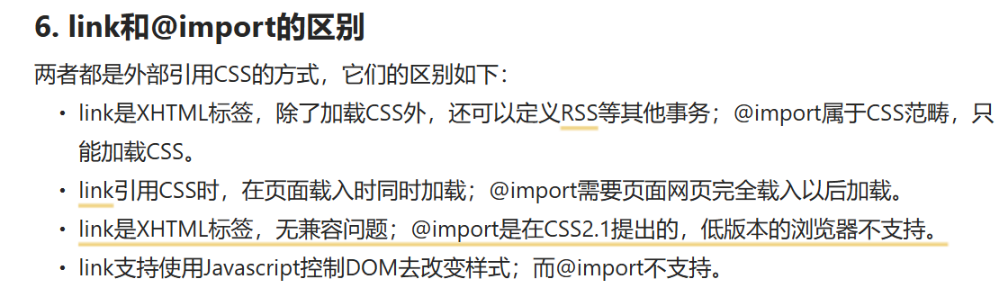 6. link和@import的区别
两者都是外部引用CSS的方式，它们的区别如下：
• link是XHTML标签，除了加载CSS外，还可以定义RSS等其他事务；@import属于CSS范畴，只
能加载CSS。
• link引用CSS时，在页面载入时同时加载；@import需要页面网页完全载入以后加载。
• link是XHTML标签，无兼容问题；@import是在CSS2.1提出的，低版本的浏览器不支持。
• link支持使用Javascript控制DOM去改变样式；而@import不支持。